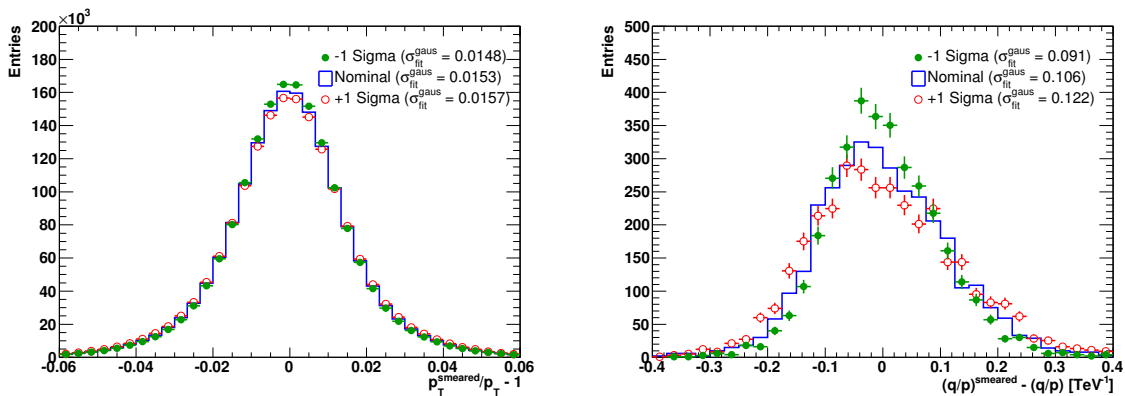 ×10³
Entries
200
180
160
140
120
100
80
60
40
20
0
-0.06 -0.04 -0.02 0 0.02 0.04 0.06
p_T^smeared/p_T - 1
-1 Sigma (σ_fit^gaus = 0.0148)
Nominal (σ_fit^gaus = 0.0153)
+1 Sigma (σ_fit^gaus = 0.0157)
Entries
500
450
400
350
300
250
200
150
100
50
0
-0.4 -0.3 -0.2 -0.1 0 0.1 0.2 0.3 0.4
(q/p)^smeared - (q/p) [TeV⁻¹]
-1 Sigma (σ_fit^gaus = 0.091)
Nominal (σ_fit^gaus = 0.106)
+1 Sigma (σ_fit^gaus = 0.122)